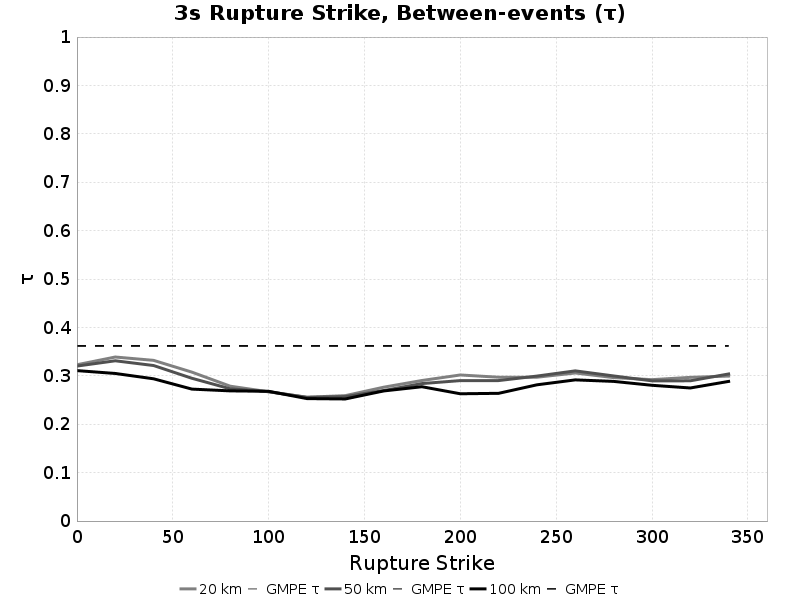 3s Rupture Strike, Between-events (τ)
1
0.9
0.8
0.7
0.6
τ
0.5
0.4
0.3
0.2
0.1
0
0 50 100 150 200 250 300 350
Rupture Strike
20 km GMPE τ 50 km GMPE τ 100 km GMPE τ